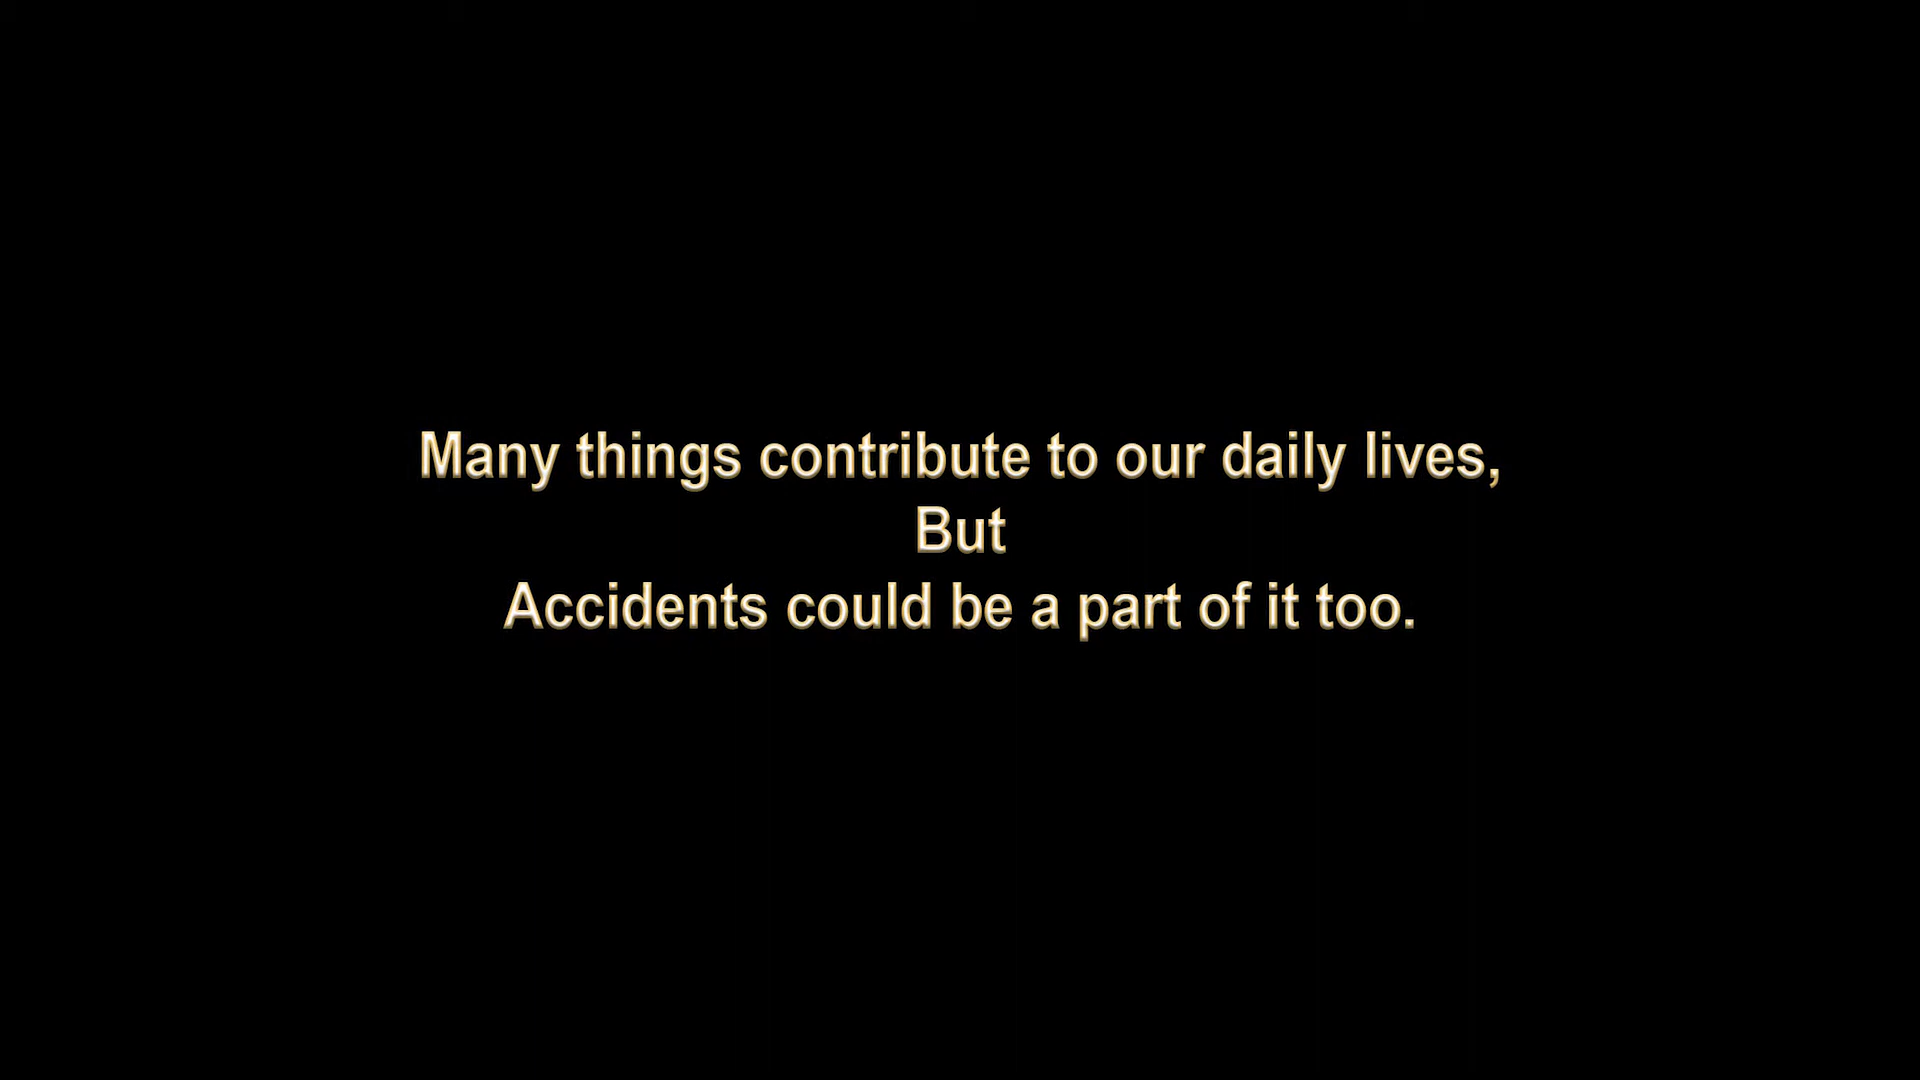 Many things contribute to our daily lives,
But
Accidents could be a part of it too.